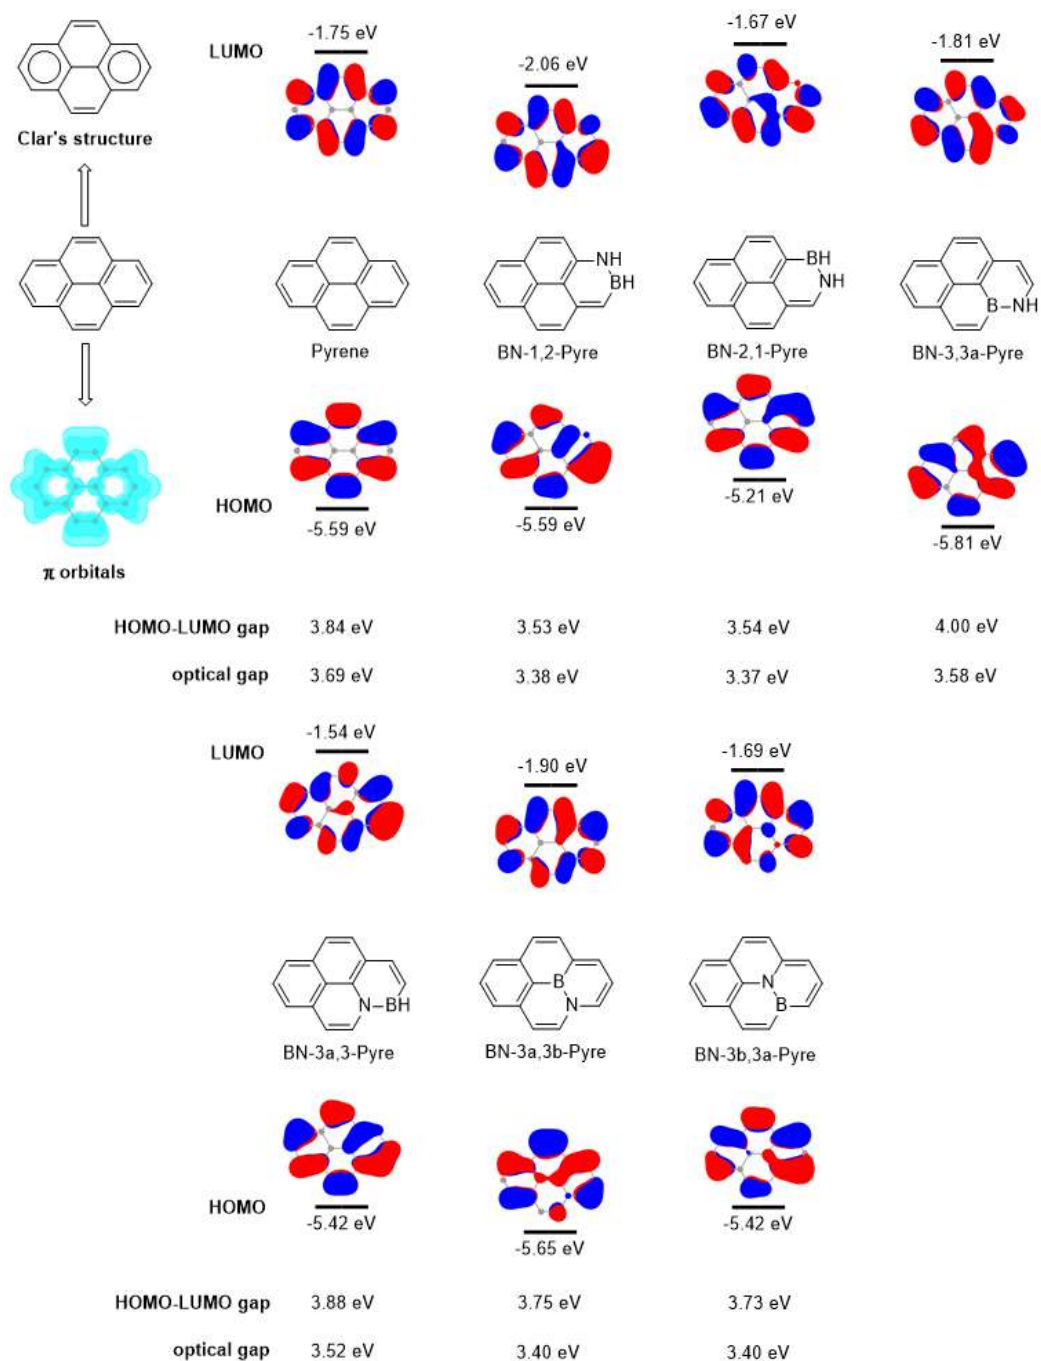 -1.75 eV
-2.06 eV
-1.67 eV
-1.81 eV
LUMO
Clar's structure
NH
BH
BH
NH
B
NH
Pyrene
BN-1,2-Pyre
BN-2,1-Pyre
BN-3,3a-Pyre
HOMO
-5.59 eV
-5.59 eV
-5.21 eV
-5.81 eV
π orbitals
HOMO-LUMO gap 3.84 eV 3.53 eV 3.54 eV 4.00 eV
optical gap 3.69 eV 3.38 eV 3.37 eV 3.58 eV
LUMO
-1.54 eV
-1.90 eV
-1.69 eV
N
BH
B
N
N
B
BN-3a,3-Pyre
BN-3a,3b-Pyre
BN-3b,3a-Pyre
HOMO
-5.42 eV
-5.65 eV
-5.42 eV
HOMO-LUMO gap 3.88 eV 3.75 eV 3.73 eV
optical gap 3.52 eV 3.40 eV 3.40 eV